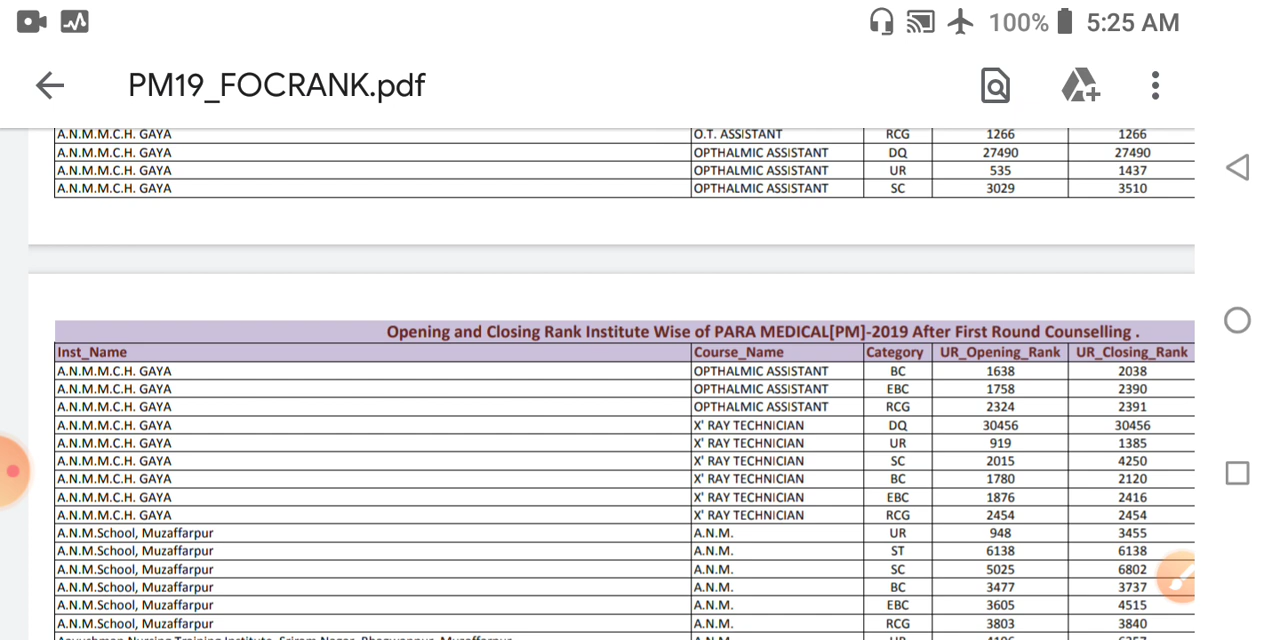 100% 5:25 AM
PM19_FOCRANK.pdf
A.N.M.M.C.H. GAYA O.T. ASSISTANT RCG 1266 1266
A.N.M.M.C.H. GAYA OPTHALMIC ASSISTANT DQ 27490 27490
A.N.M.M.C.H. GAYA OPTHALMIC ASSISTANT UR 535 1437
A.N.M.M.C.H. GAYA OPTHALMIC ASSISTANT SC 3029 3510
Opening and Closing Rank Institute Wise of PARA MEDICAL[PM]-2019 After First Round Counselling .
Inst_Name Course_Name Category UR_Opening_Rank UR_Closing_Rank
A.N.M.M.C.H. GAYA OPTHALMIC ASSISTANT BC 1638 2038
A.N.M.M.C.H. GAYA OPTHALMIC ASSISTANT EBC 1758 2390
A.N.M.M.C.H. GAYA OPTHALMIC ASSISTANT RCG 2324 2391
A.N.M.M.C.H. GAYA X' RAY TECHNICIAN DQ 30456 30456
A.N.M.M.C.H. GAYA X' RAY TECHNICIAN UR 919 1385
A.N.M.M.C.H. GAYA X' RAY TECHNICIAN SC 2015 4250
A.N.M.M.C.H. GAYA X' RAY TECHNICIAN BC 1780 2120
A.N.M.M.C.H. GAYA X' RAY TECHNICIAN EBC 1876 2416
A.N.M.M.C.H. GAYA X' RAY TECHNICIAN RCG 2454 2454
A.N.M.School, Muzaffarpur A.N.M. UR 948 3455
A.N.M.School, Muzaffarpur A.N.M. ST 6138 6138
A.N.M.School, Muzaffarpur A.N.M. SC 5025 6802
A.N.M.School, Muzaffarpur A.N.M. BC 3477 3737
A.N.M.School, Muzaffarpur A.N.M. EBC 3605 4515
A.N.M.School, Muzaffarpur A.N.M. RCG 3803 3840